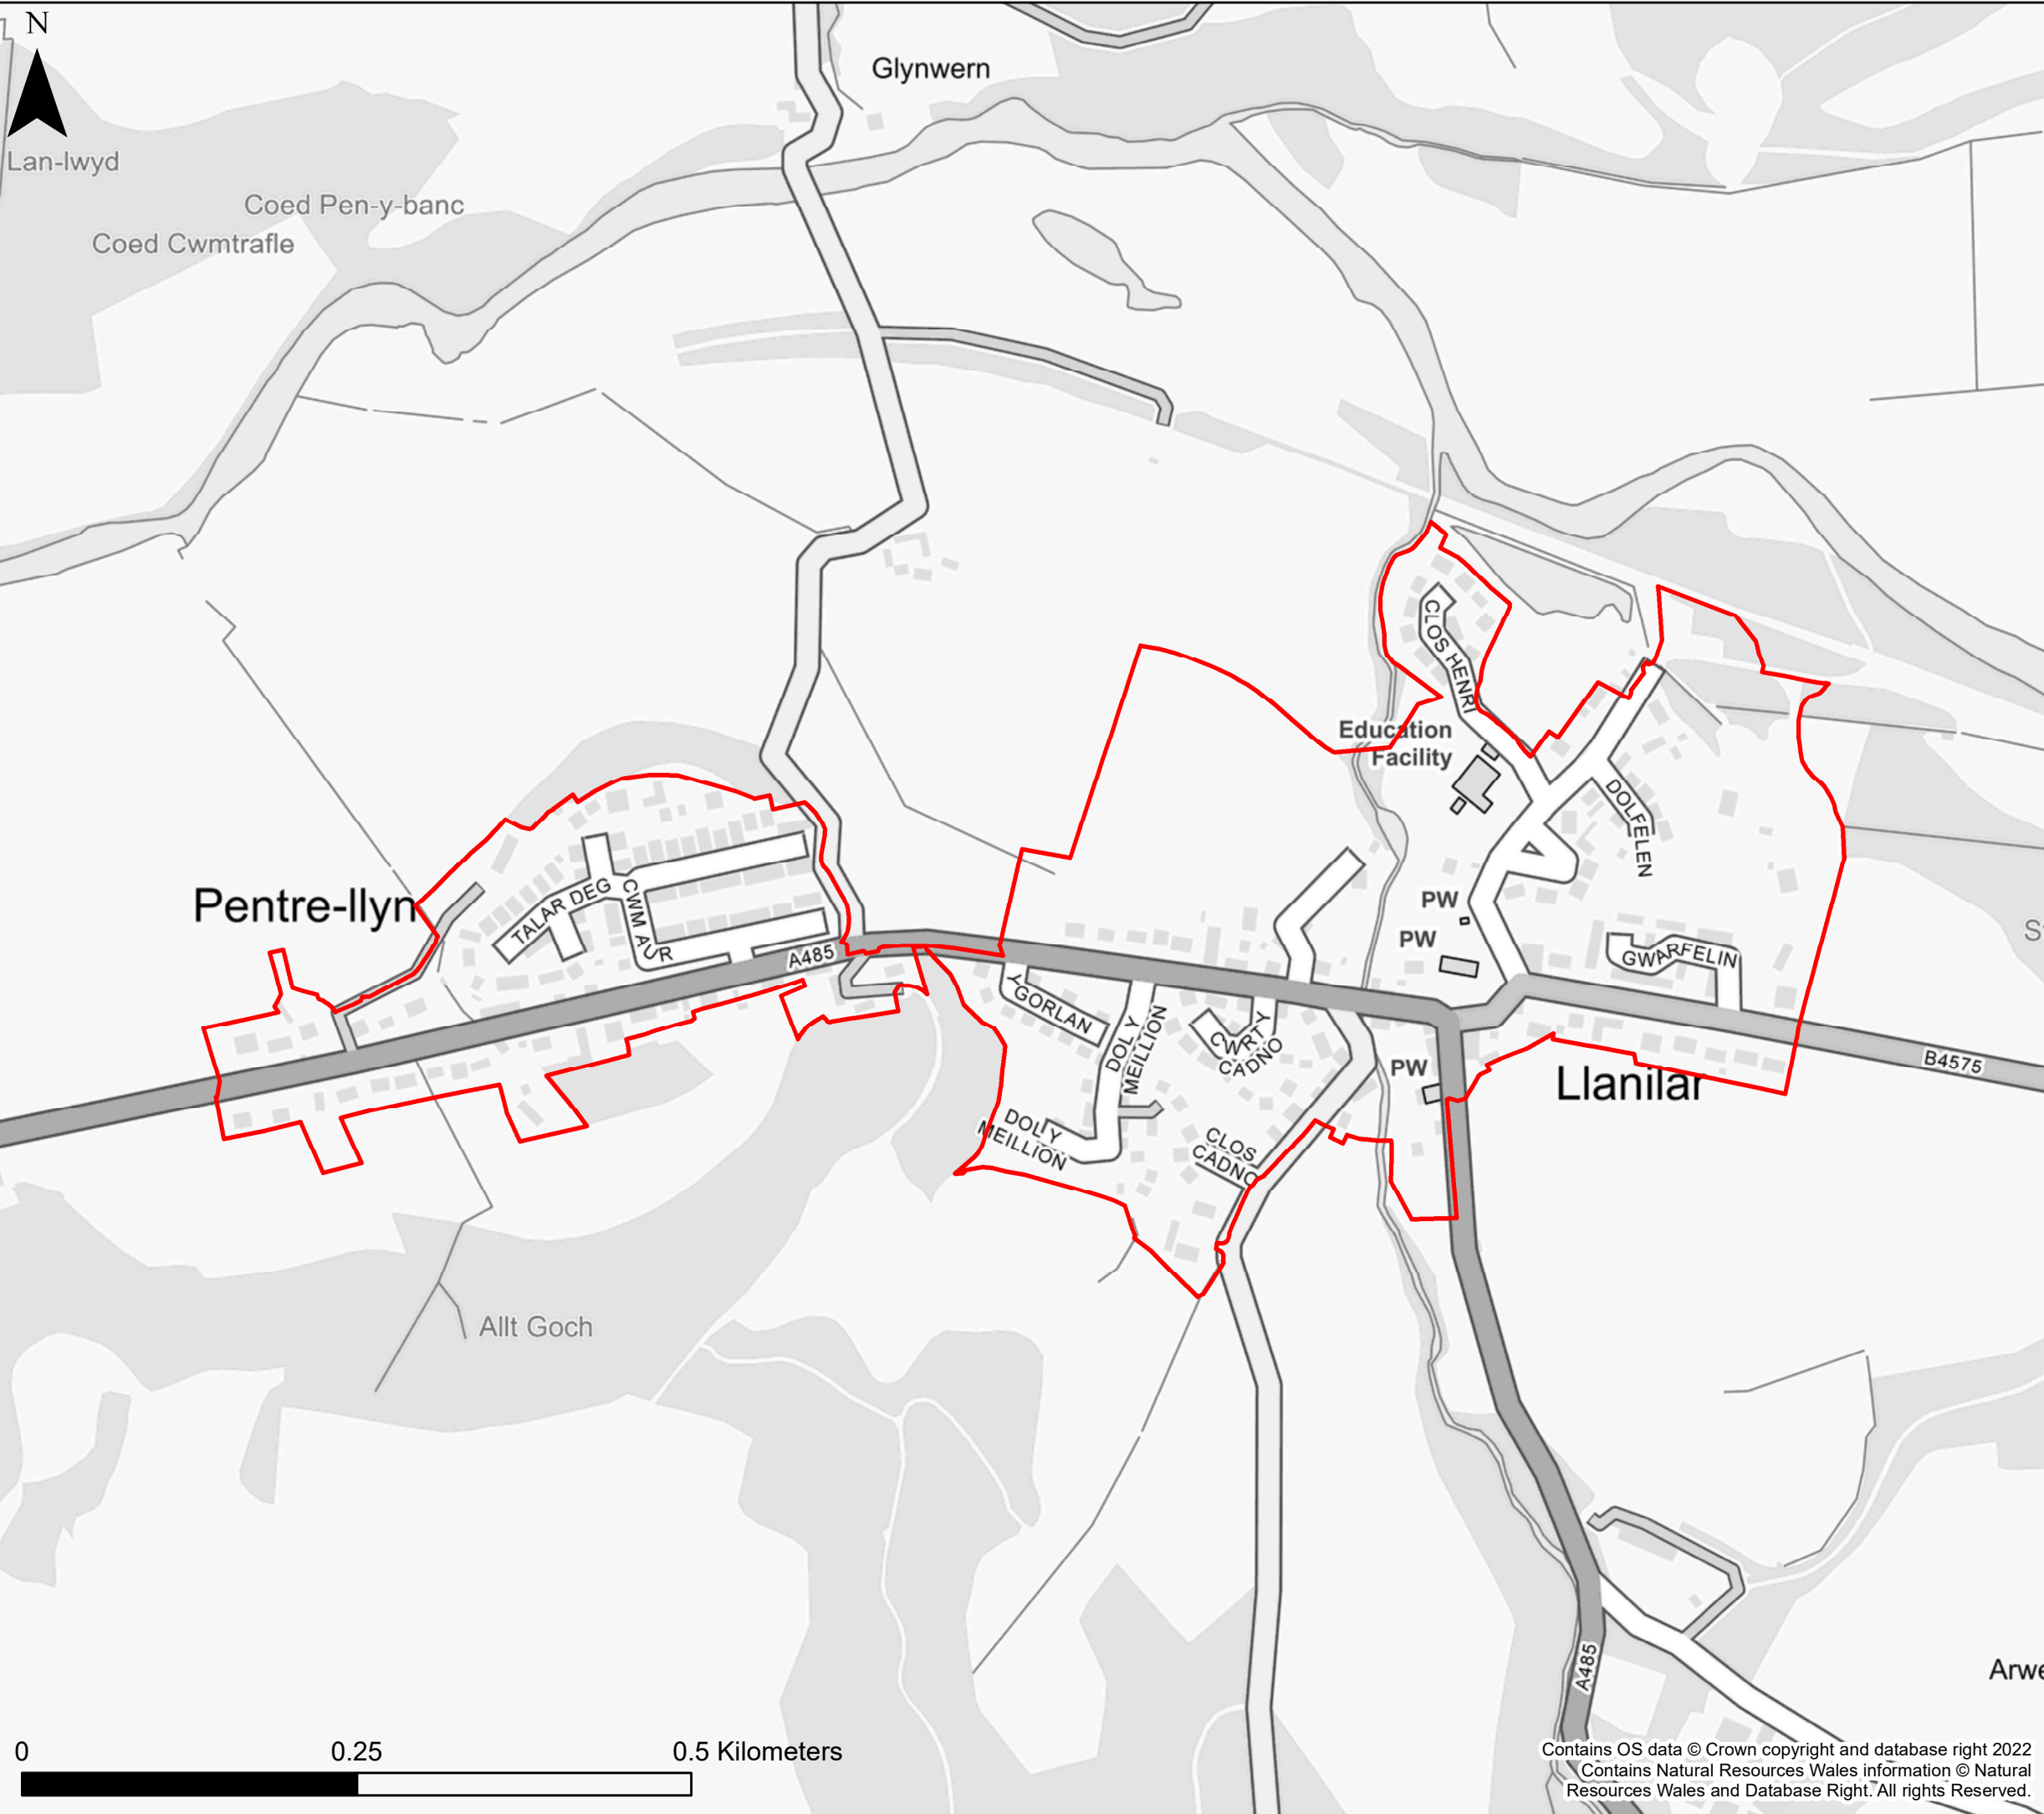 N
Glynwern
Lan-lwyd
Coed Pen-y-banc
Coed Cwmtrafle
CLOS HENRI
Education
Facility
DOLFELEN
Pentre-llyn
TALAR DEG
CWM AUR
A485
PW
PW
GWARFELIN
Y GORLAN
DOL Y
MEILLION
CWRT Y
CADNO
PW
B4575
Llanilar
DOL Y
MEILLION
CLOS
CADNO
Allt Goch
A485
Arwe
0
0.25
0.5 Kilometers
Contains OS data © Crown copyright and database right 2022
Contains Natural Resources Wales information © Natural
Resources Wales and Database Right. All rights Reserved.